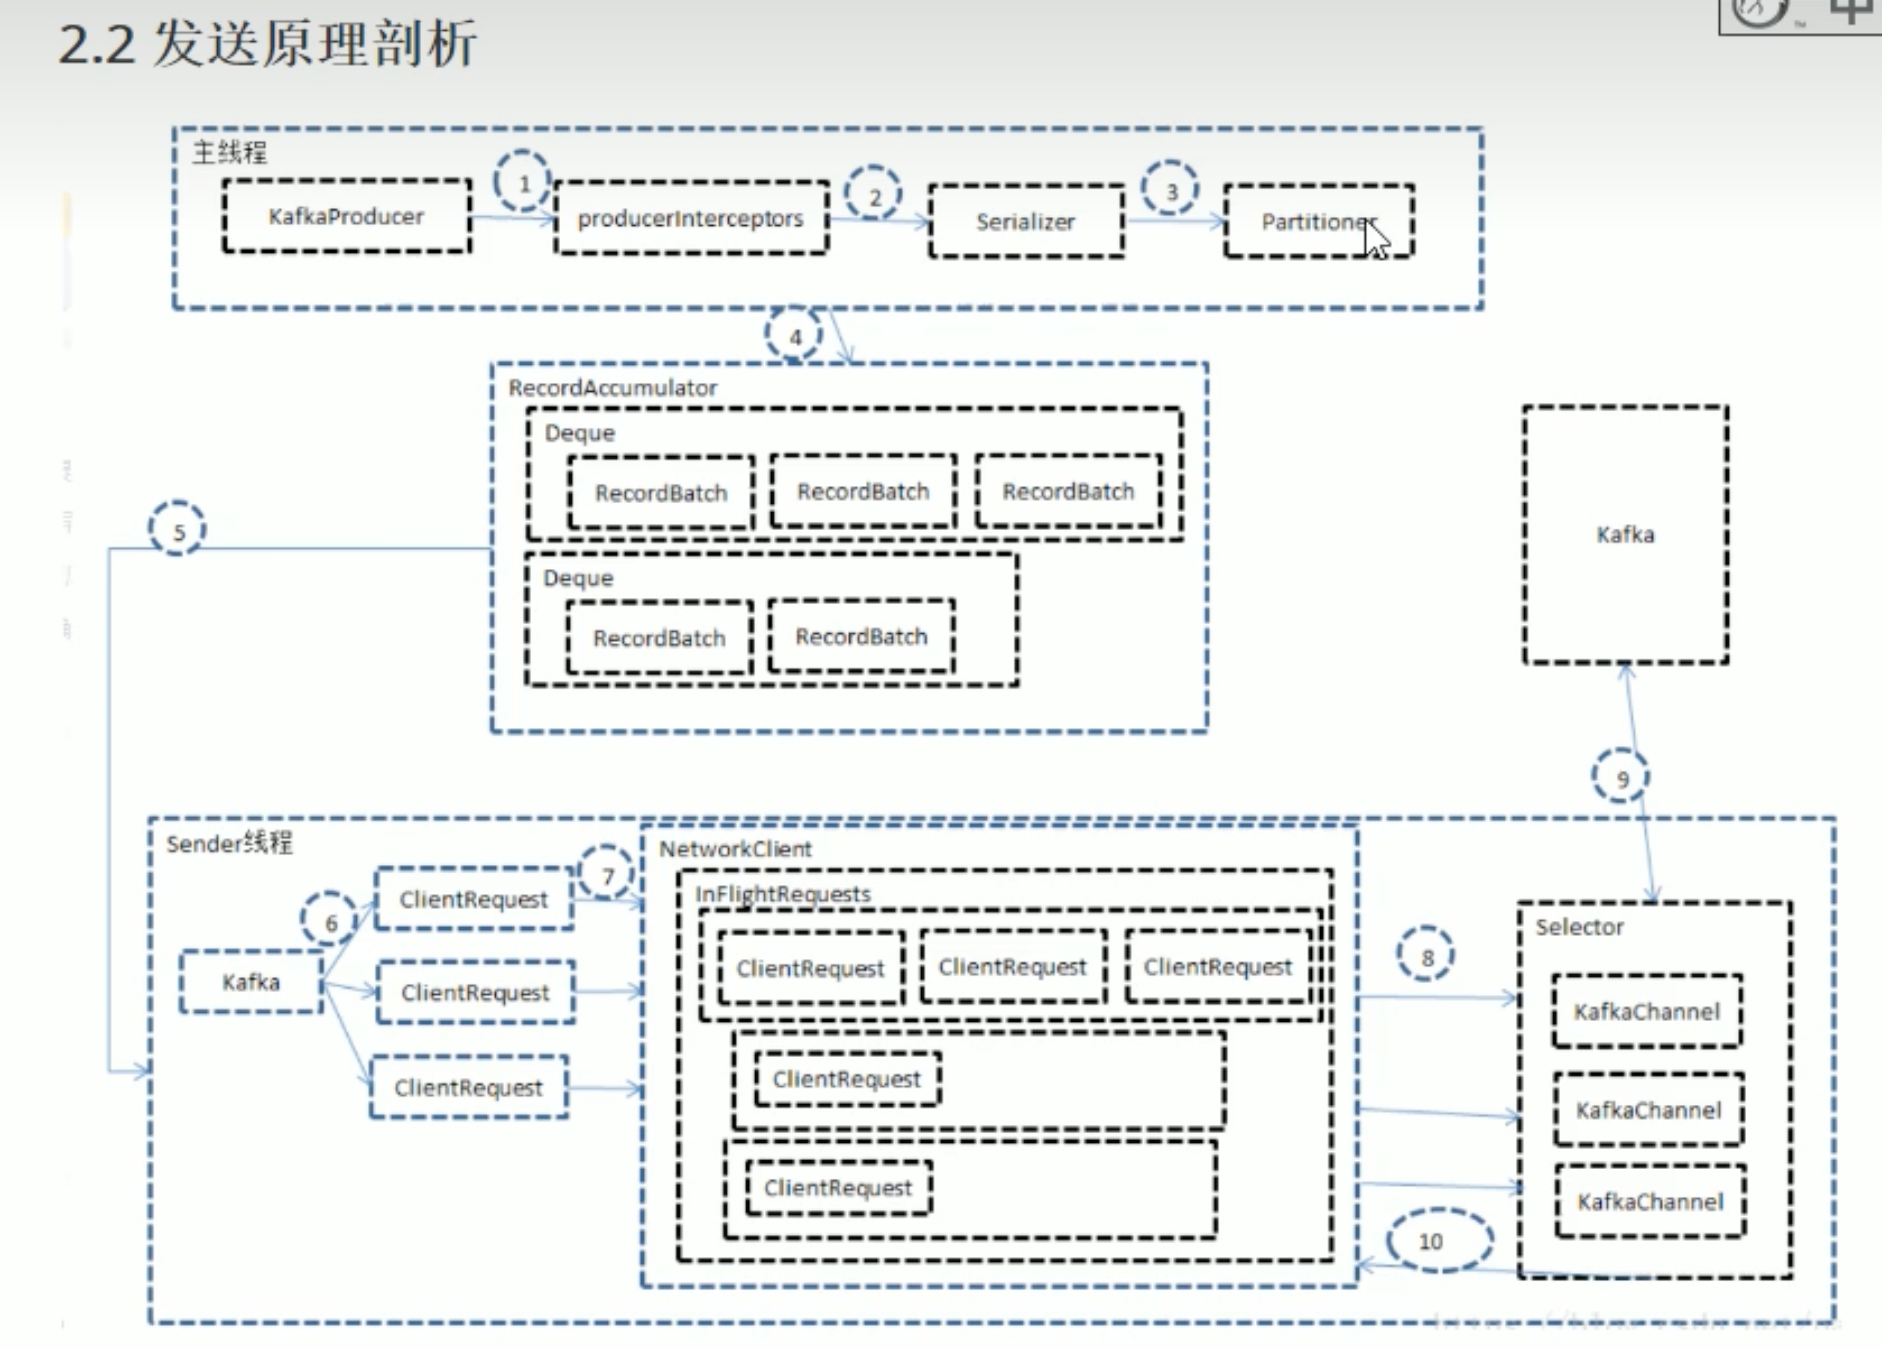 2.2 发送原理剖析
中
主线程
KafkaProducer
1
producerInterceptors
2
Serializer
3
Partitioner
4
RecordAccumulator
Deque
RecordBatch
RecordBatch
RecordBatch
Deque
RecordBatch
RecordBatch
5
Kafka
9
Sender线程
6
Kafka
ClientRequest
ClientRequest
ClientRequest
7
NetworkClient
InFlightRequests
ClientRequest
ClientRequest
ClientRequest
ClientRequest
ClientRequest
8
Selector
KafkaChannel
KafkaChannel
KafkaChannel
10